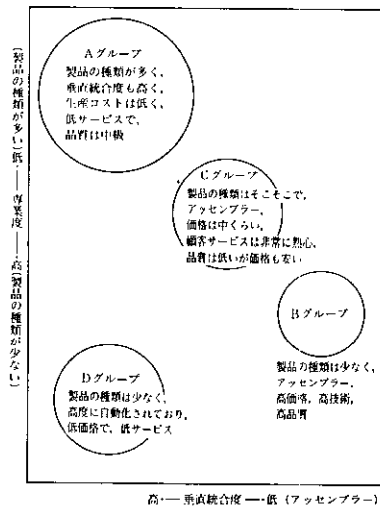 Aグループ
製品の種類が多く、
垂直統合度も高く、
生産コストは低く、
低サービスで、
品質は中級
Cグループ
製品の種類はそこそこで、
アッセンブラー、
価格は中くらい、
顧客サービスは非常に熱心、
品質は低いが価格も安い
Bグループ
製品の種類は少なく、
アッセンブラー、
高価格、高技術、
高品質
Dグループ
製品の種類は少なく、
高度に自動化されており、
低価格で、低サービス
(製品の種類が多い)低・——専業度——・高(製品の種類が少ない)
高・——垂直統合度——・低(アッセンブラー)